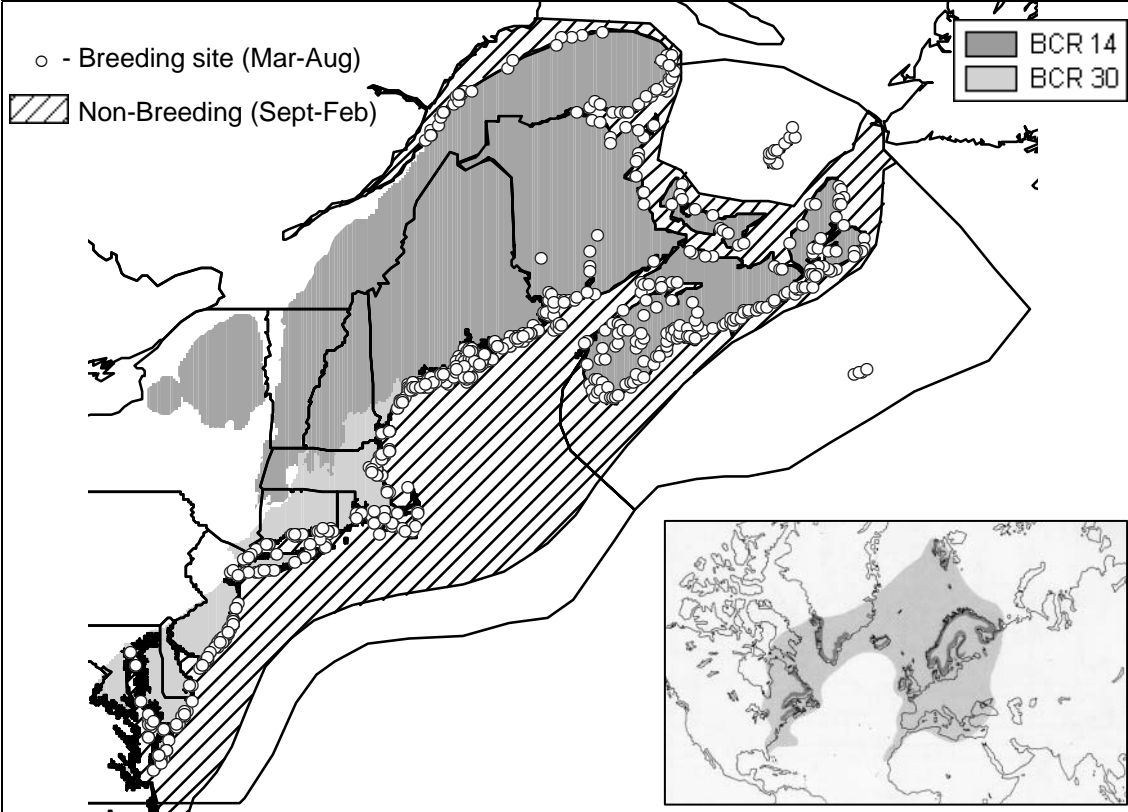 ○ - Breeding site (Mar-Aug)
Non-Breeding (Sept-Feb)
BCR 14
BCR 30